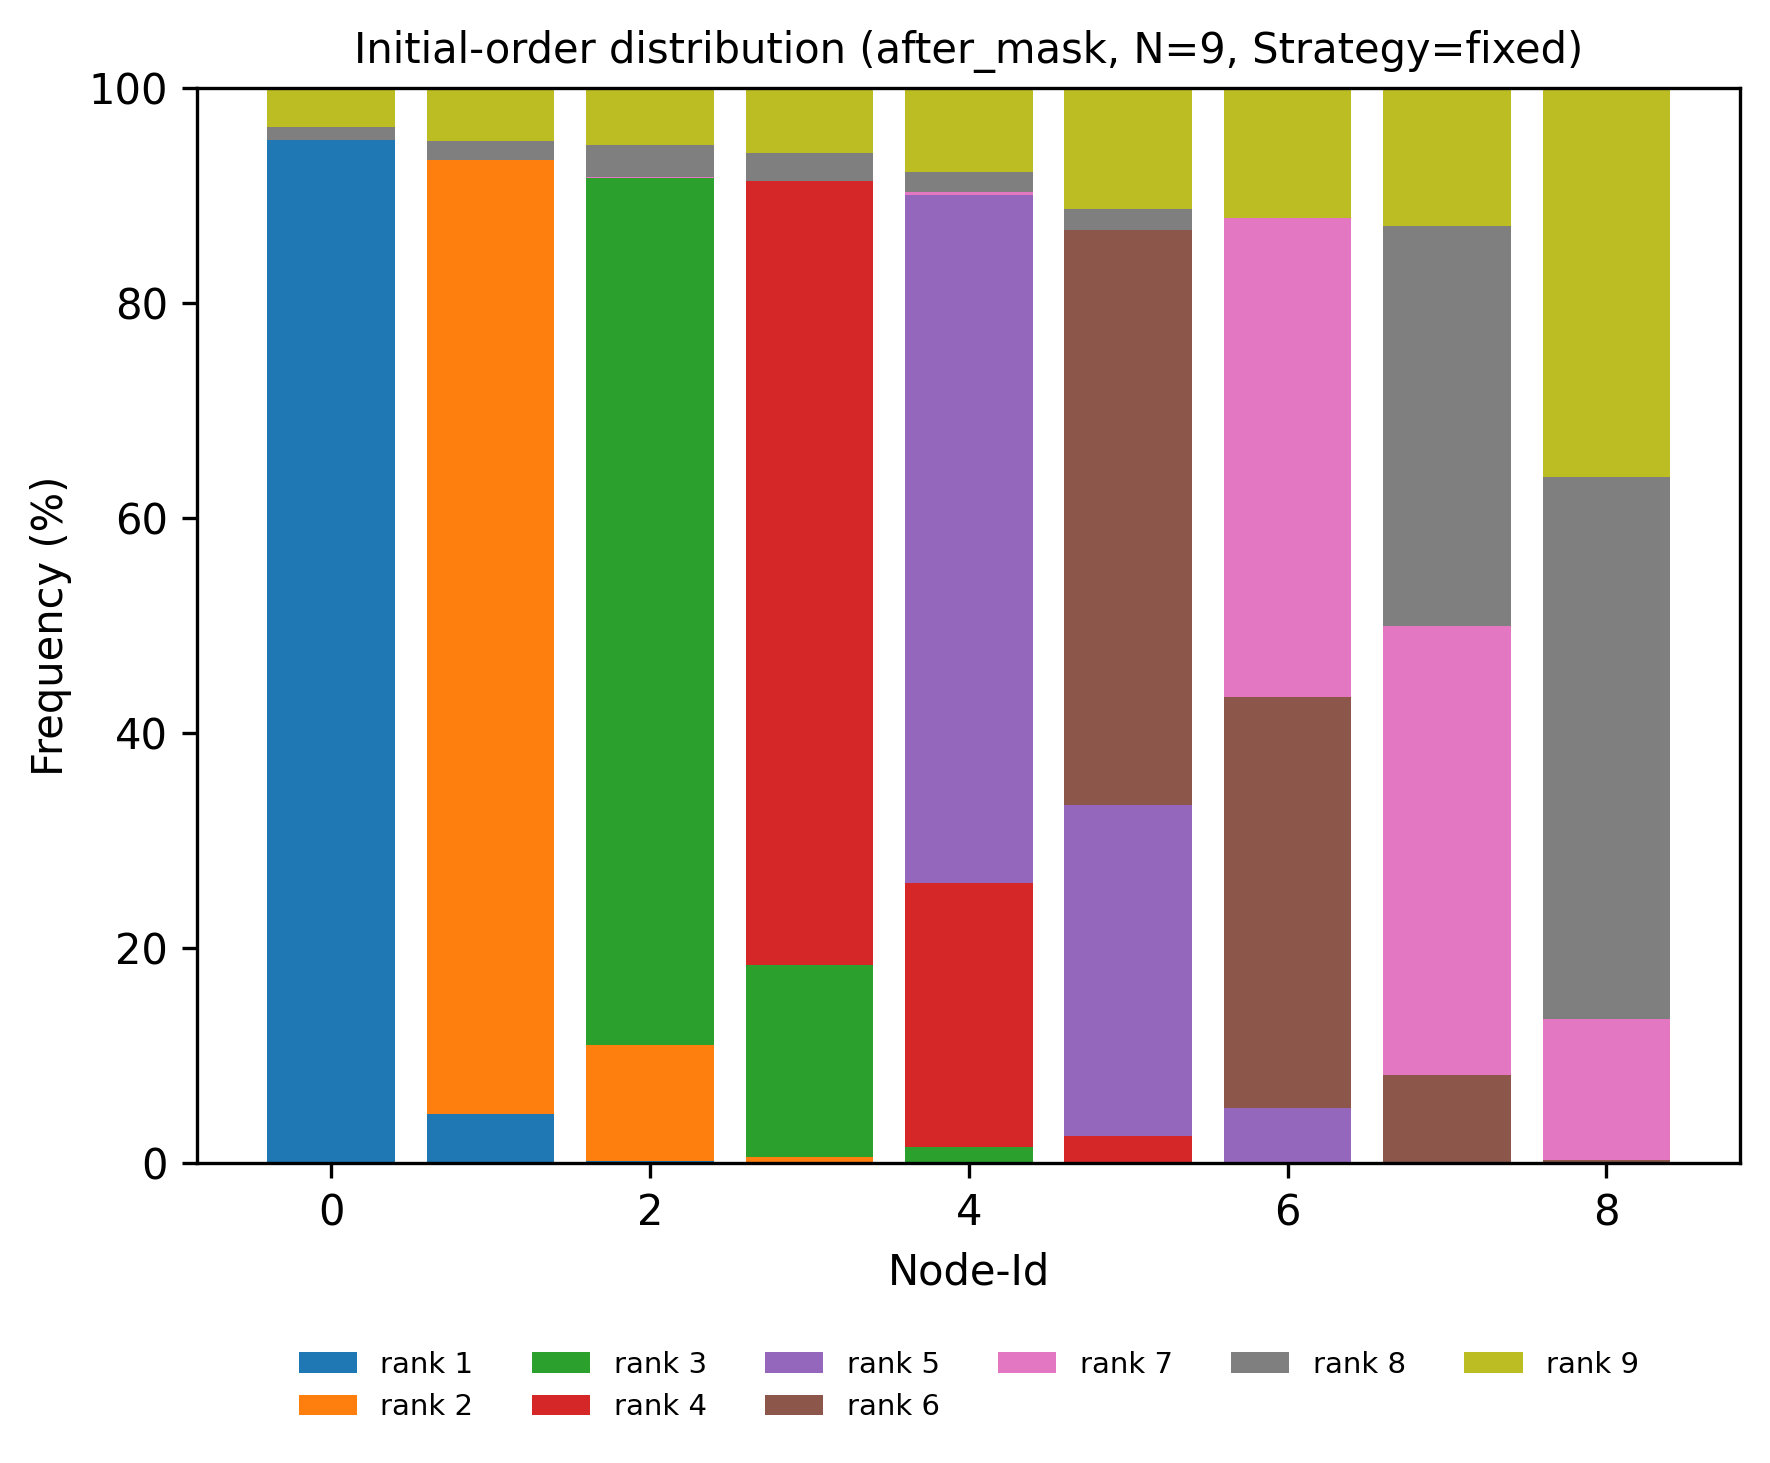 Initial-order distribution (after_mask, N=9, Strategy=fixed)
100
80
60
40
20
0
Frequency (%)
0 2 4 6 8
Node-Id
rank 1 rank 3 rank 5 rank 7 rank 8 rank 9
rank 2 rank 4 rank 6